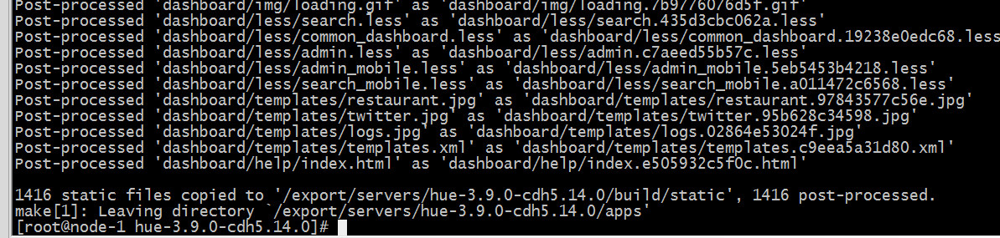 Post-processed 'dashboard/img/loading.gif' as 'dashboard/img/loading.7b9776076d5f.gif'
Post-processed 'dashboard/less/search.less' as 'dashboard/less/search.435d3cbc062a.less'
Post-processed 'dashboard/less/common_dashboard.less' as 'dashboard/less/common_dashboard.19238e0edc68.less
Post-processed 'dashboard/less/admin.less' as 'dashboard/less/admin.c7aeed55b57c.less'
Post-processed 'dashboard/less/admin_mobile.less' as 'dashboard/less/admin_mobile.5eb5453b4218.less'
Post-processed 'dashboard/less/search_mobile.less' as 'dashboard/less/search_mobile.a011472c6568.less'
Post-processed 'dashboard/templates/restaurant.jpg' as 'dashboard/templates/restaurant.97843577c56e.jpg'
Post-processed 'dashboard/templates/twitter.jpg' as 'dashboard/templates/twitter.95b628c34598.jpg'
Post-processed 'dashboard/templates/logs.jpg' as 'dashboard/templates/logs.02864e53024f.jpg'
Post-processed 'dashboard/templates/templates.xml' as 'dashboard/templates/templates.c9eea5a31d80.xml'
Post-processed 'dashboard/help/index.html' as 'dashboard/help/index.e505932c5f0c.html'
1416 static files copied to '/export/servers/hue-3.9.0-cdh5.14.0/build/static', 1416 post-processed.
make[1]: Leaving directory `/export/servers/hue-3.9.0-cdh5.14.0/apps'
[root@node-1 hue-3.9.0-cdh5.14.0]#